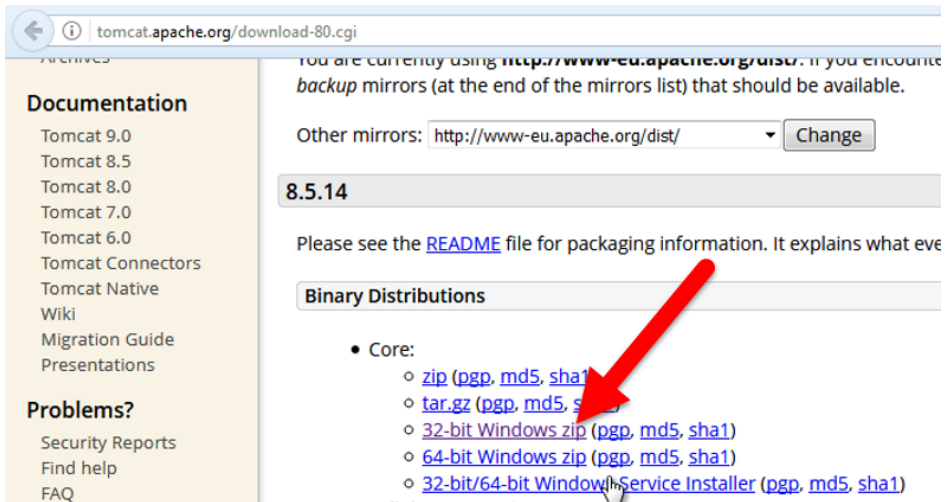 tomcat.apache.org/download-80.cgi
Archives
Documentation
Tomcat 9.0
Tomcat 8.5
Tomcat 8.0
Tomcat 7.0
Tomcat 6.0
Tomcat Connectors
Tomcat Native
Wiki
Migration Guide
Presentations
Problems?
Security Reports
Find help
FAQ
You are currently using http://www-eu.apache.org/dist/. If you encounte
backup mirrors (at the end of the mirrors list) that should be available.
Other mirrors: http://www-eu.apache.org/dist/ Change
8.5.14
Please see the README file for packaging information. It explains what eve
Binary Distributions
Core:
zip (pgp, md5, sha1
tar.gz (pgp, md5, s)
32-bit Windows zip (pgp, md5, sha1)
64-bit Windows zip (pgp, md5, sha1)
32-bit/64-bit Windows Service Installer (pgp, md5, sha1)